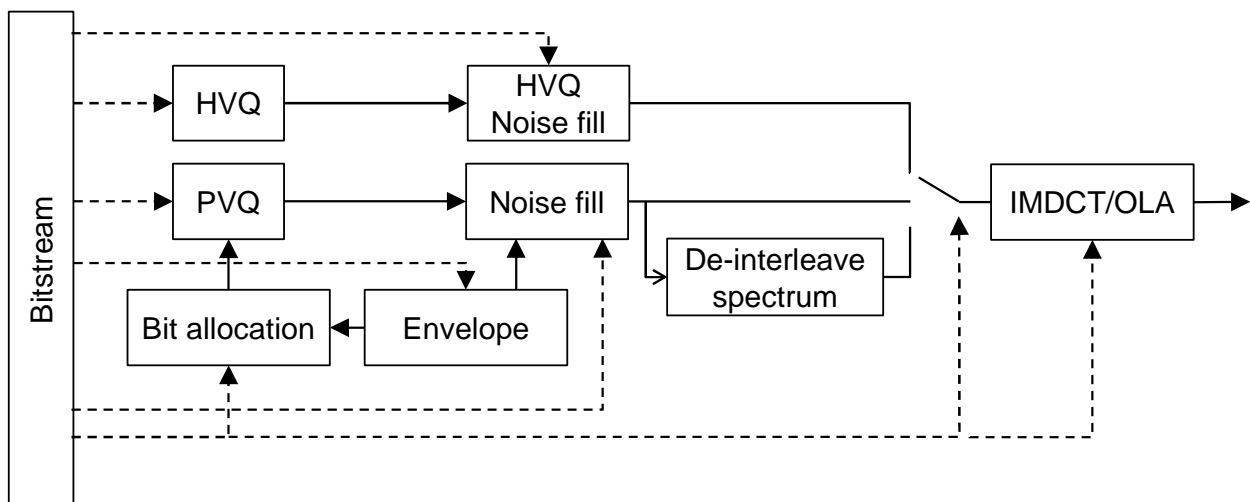 Bitstream
HVQ
HVQ
Noise fill
PVQ
Noise fill
IMDCT/OLA
De-interleave
spectrum
Bit allocation
Envelope